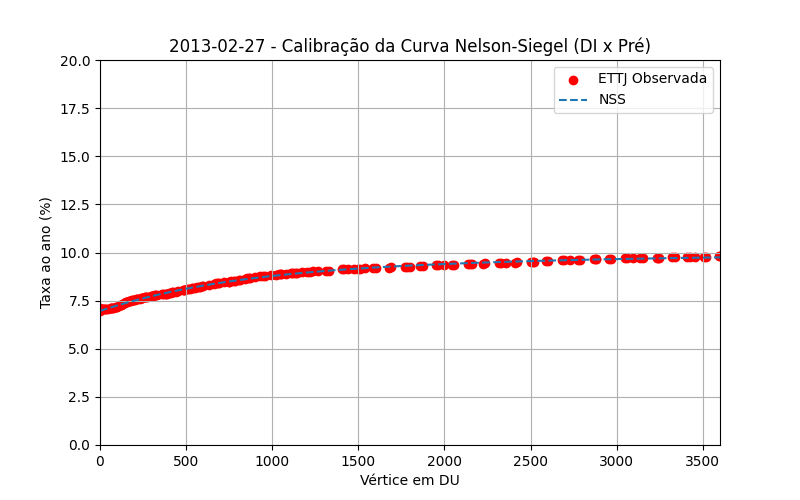 2013-02-27 - Calibração da Curva Nelson-Siegel (DI x Pré)
ETTJ Observada
NSS
20.0
17.5
15.0
12.5
10.0
7.5
5.0
2.5
0.0
Taxa ao ano (%)
0 500 1000 1500 2000 2500 3000 3500
Vértice em DU